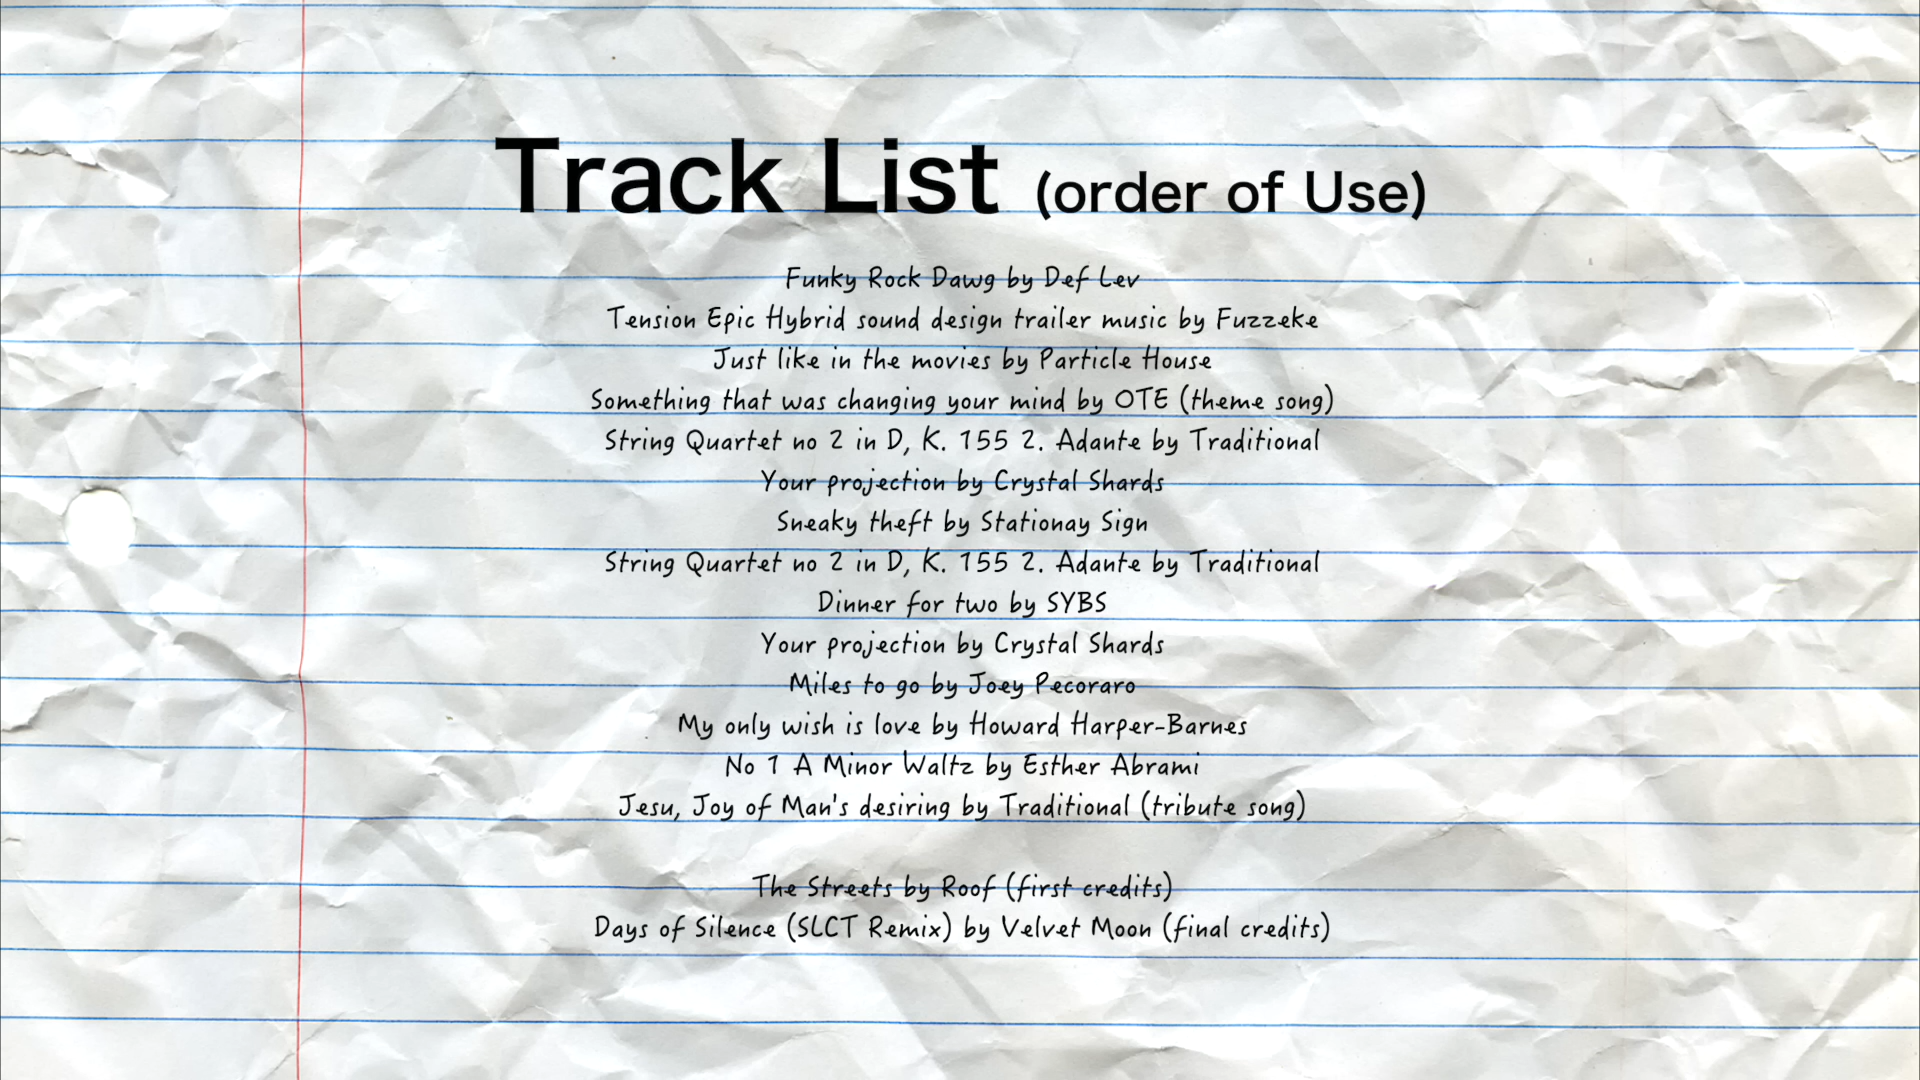 Track List (order of Use)
Funky Rock Dawg by Def Lev
Tension Epic Hybrid sound design trailer music by Fuzzeke
Just like in the movies by Particle House
Something that was changing your mind by OTE (theme song)
String Quartet no 2 in D, K. 155 2. Adante by Traditional
Your projection by Crystal Shards
Sneaky theft by Stationay Sign
String Quartet no 2 in D, K. 155 2. Adante by Traditional
Dinner for two by SYBS
Your projection by Crystal Shards
Miles to go by Joey Pecoraro
My only wish is love by Howard Harper-Barnes
No 1 A Minor Waltz by Esther Abrami
Jesu, Joy of Man's desiring by Traditional (tribute song)
The Streets by Roof (first credits)
Days of Silence (SLCT Remix) by Velvet Moon (final credits)